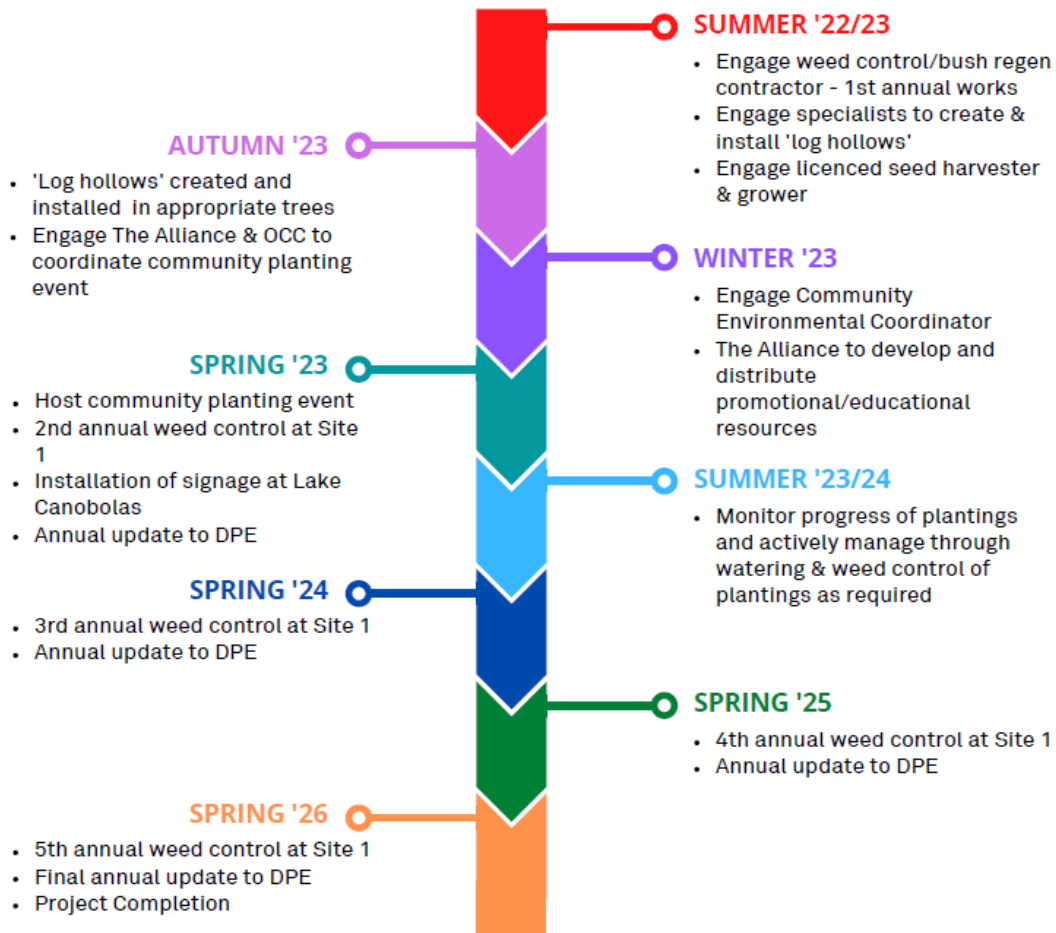 SUMMER '22/23
• Engage weed control/bush regen
contractor - 1st annual works
• Engage specialists to create &
install 'log hollows'
• Engage licenced seed harvester
& grower
AUTUMN '23
• 'Log hollows' created and
installed in appropriate trees
• Engage The Alliance & OCC to
coordinate community planting
event
WINTER '23
• Engage Community
Environmental Coordinator
• The Alliance to develop and
distribute
promotional/educational
resources
SPRING '23
• Host community planting event
• 2nd annual weed control at Site
1
• Installation of signage at Lake
Canobolas
• Annual update to DPE
SUMMER '23/24
• Monitor progress of plantings
and actively manage through
watering & weed control of
plantings as required
SPRING '24
• 3rd annual weed control at Site 1
• Annual update to DPE
SPRING '25
• 4th annual weed control at Site 1
• Annual update to DPE
SPRING '26
• 5th annual weed control at Site 1
• Final annual update to DPE
• Project Completion